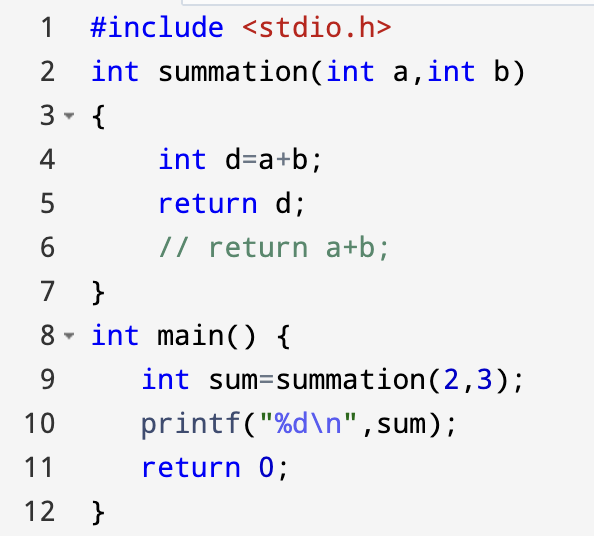 1 #include <stdio.h>
2 int summation(int a,int b)
3 {
4     int d=a+b;
5     return d;
6     // return a+b;
7 }
8 int main() {
9    int sum=summation(2,3);
10    printf("%d\n",sum);
11    return 0;
12 }